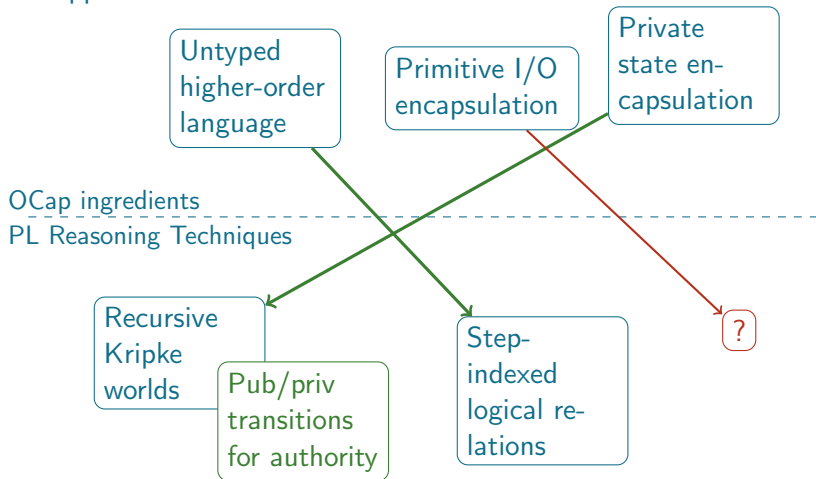 Untyped
higher-order
language
Primitive I/O
encapsulation
Private
state en-
capsulation
OCap ingredients
PL Reasoning Techniques
Recursive
Kripke
worlds
Pub/priv
transitions
for authority
Step-
indexed
logical re-
lations
?